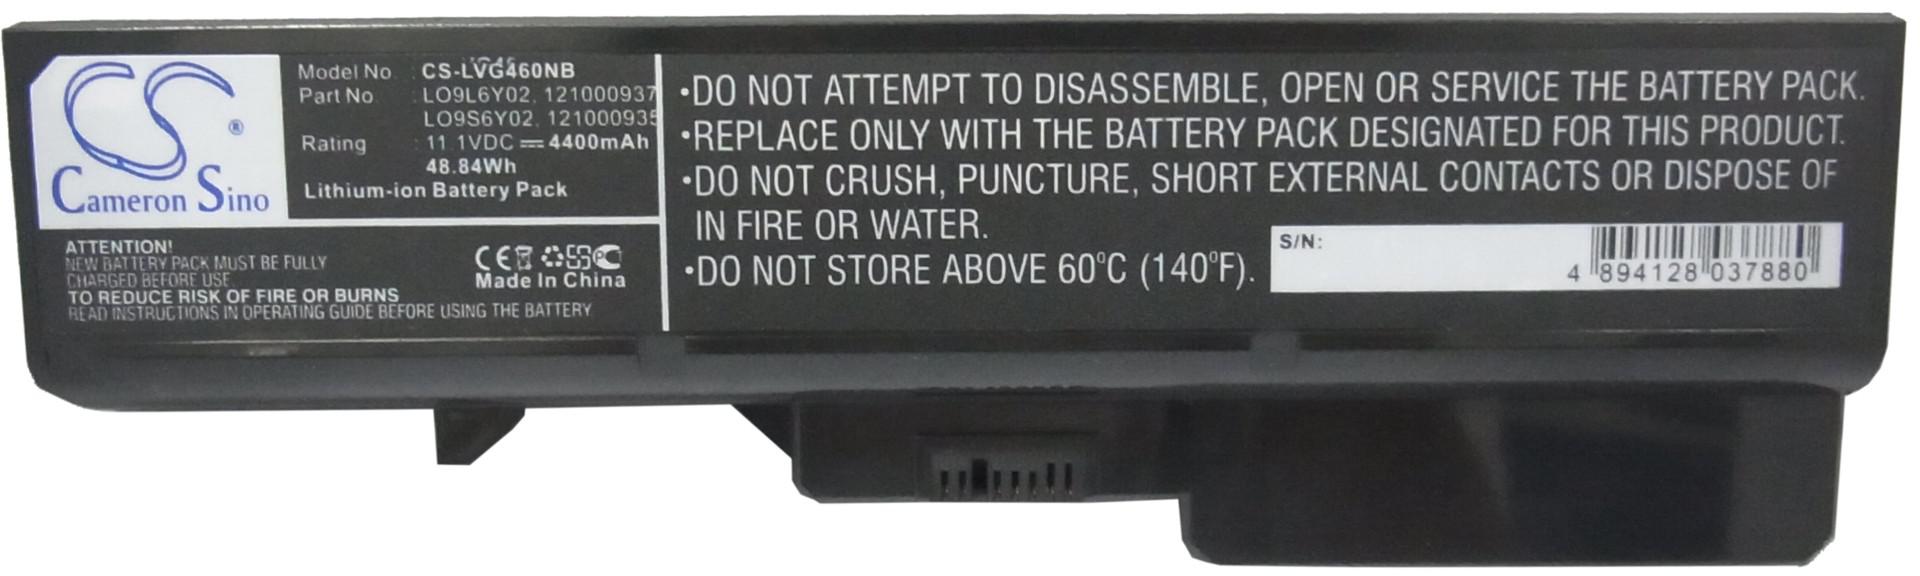 CS
®
Cameron Sino
Model No. : CS-LVG460NB
Part No. : LO9L6Y02, 121000937
LO9S6Y02, 121000935
Rating : 11.1VDC ⎓ 4400mAh
48.84Wh
Lithium-ion Battery Pack
ATTENTION!
NEW BATTERY PACK MUST BE FULLY
CHARGED BEFORE USE
TO REDUCE RISK OF FIRE OR BURNS
READ INSTRUCTIONS IN OPERATING GUIDE BEFORE USING THE BATTERY
CE
Made In China
•DO NOT ATTEMPT TO DISASSEMBLE, OPEN OR SERVICE THE BATTERY PACK.
•REPLACE ONLY WITH THE BATTERY PACK DESIGNATED FOR THIS PRODUCT.
•DO NOT CRUSH, PUNCTURE, SHORT EXTERNAL CONTACTS OR DISPOSE OF
IN FIRE OR WATER.
•DO NOT STORE ABOVE 60°C (140°F).
S/N:
4 894128 037880